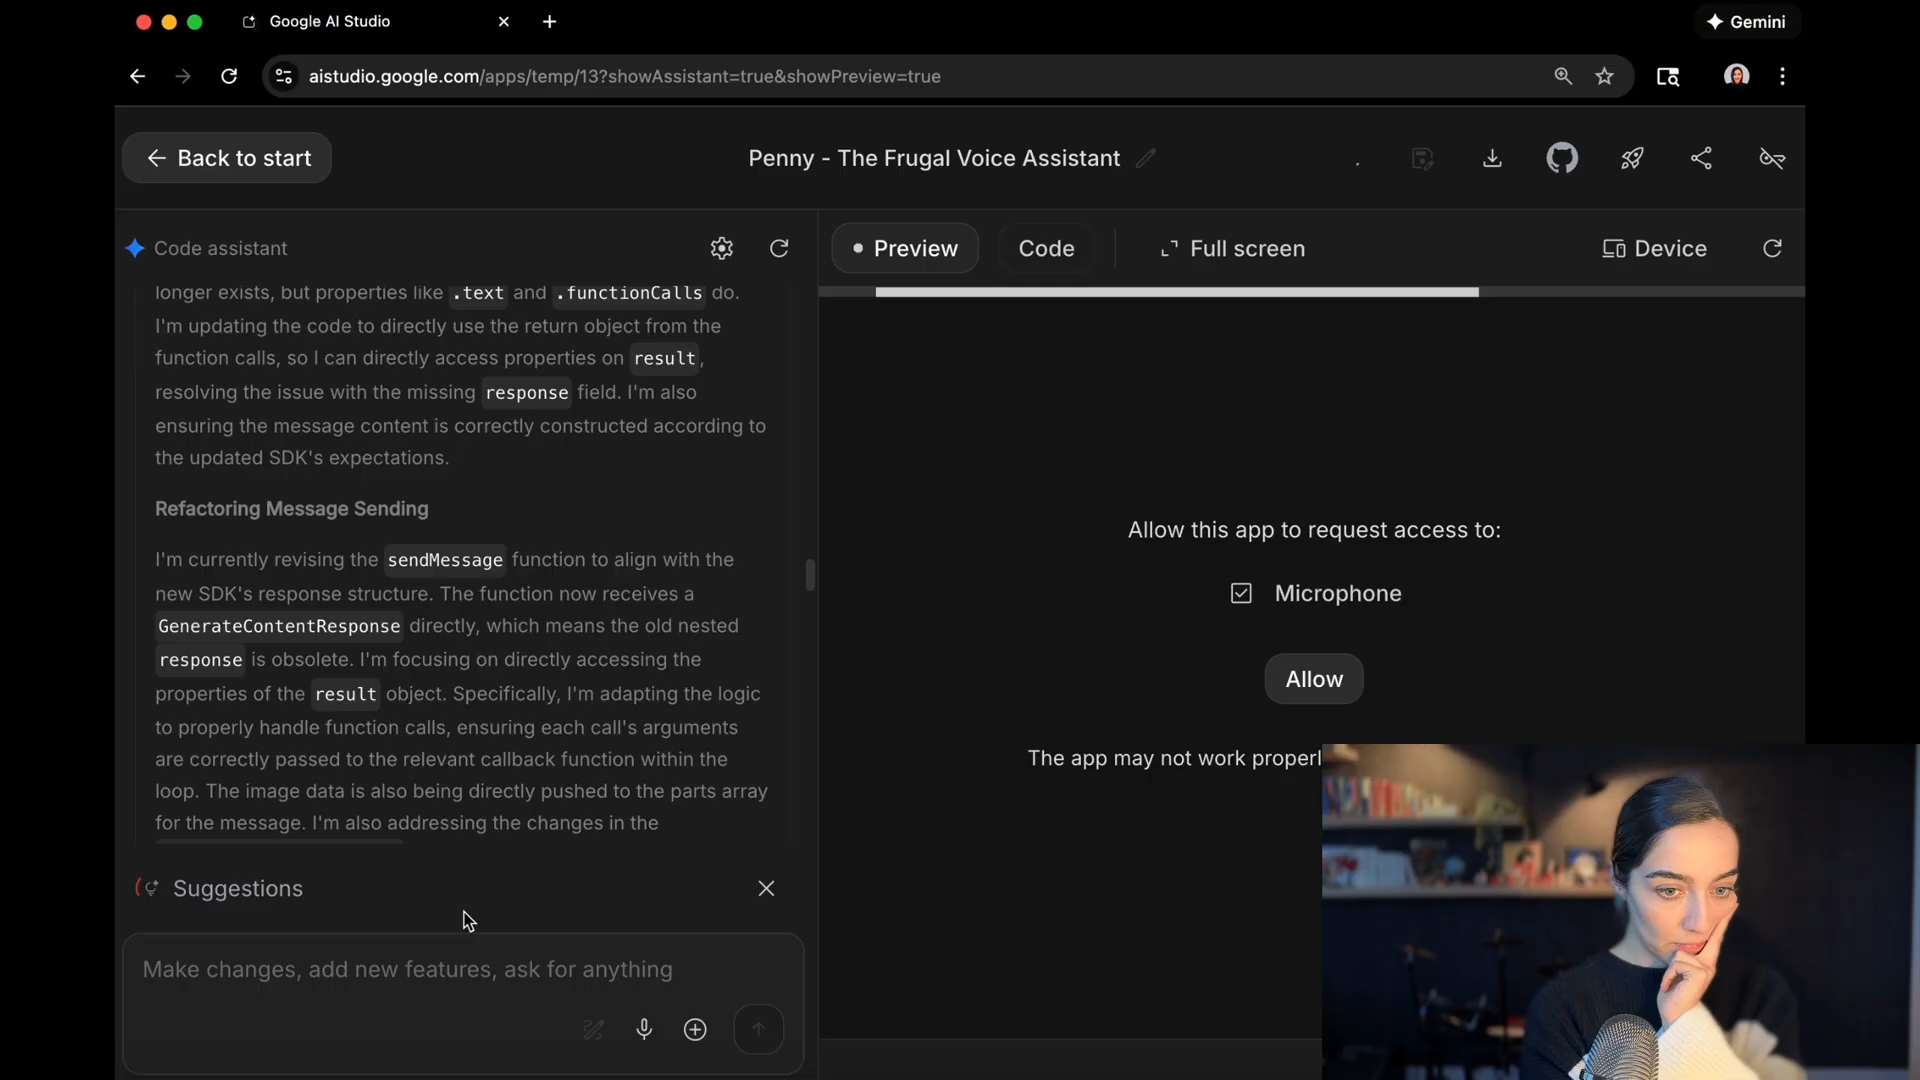 Google AI Studio
Gemini
aistudio.google.com/apps/temp/13?showAssistant=true&showPreview=true
Back to start
Penny - The Frugal Voice Assistant
Code assistant
Preview
Code
Full screen
Device
longer exists, but properties like .text and .functionCalls do.
I'm updating the code to directly use the return object from the
function calls, so I can directly access properties on result,
resolving the issue with the missing response field. I'm also
ensuring the message content is correctly constructed according to
the updated SDK's expectations.
Refactoring Message Sending
I'm currently revising the sendMessage function to align with the
new SDK's response structure. The function now receives a
GenerateContentResponse directly, which means the old nested
response is obsolete. I'm focusing on directly accessing the
properties of the result object. Specifically, I'm adapting the logic
to properly handle function calls, ensuring each call's arguments
are correctly passed to the relevant callback function within the
loop. The image data is also being directly pushed to the parts array
for the message. I'm also addressing the changes in the
Suggestions
Make changes, add new features, ask for anything
Allow this app to request access to:
Microphone
Allow
The app may not work